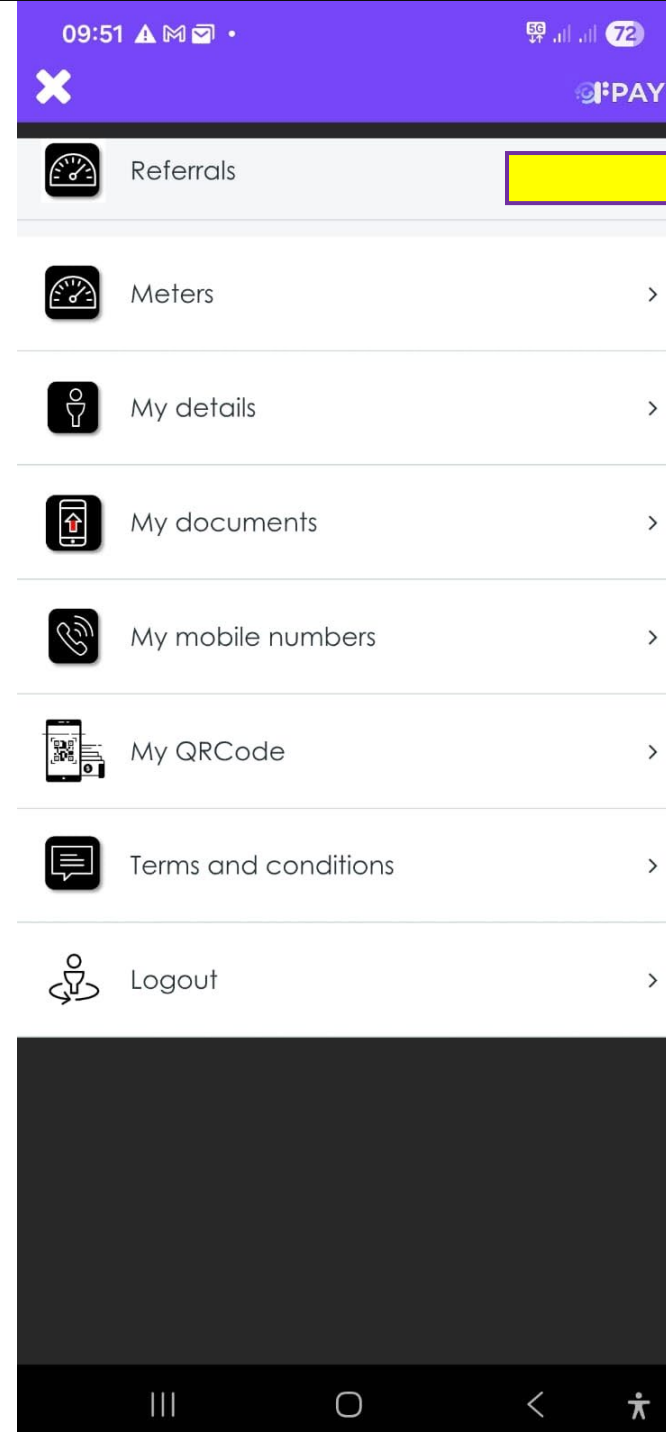 09:51
5G
72
PAY
Referrals
Meters
My details
My documents
My mobile numbers
My QRCode
Terms and conditions
Logout